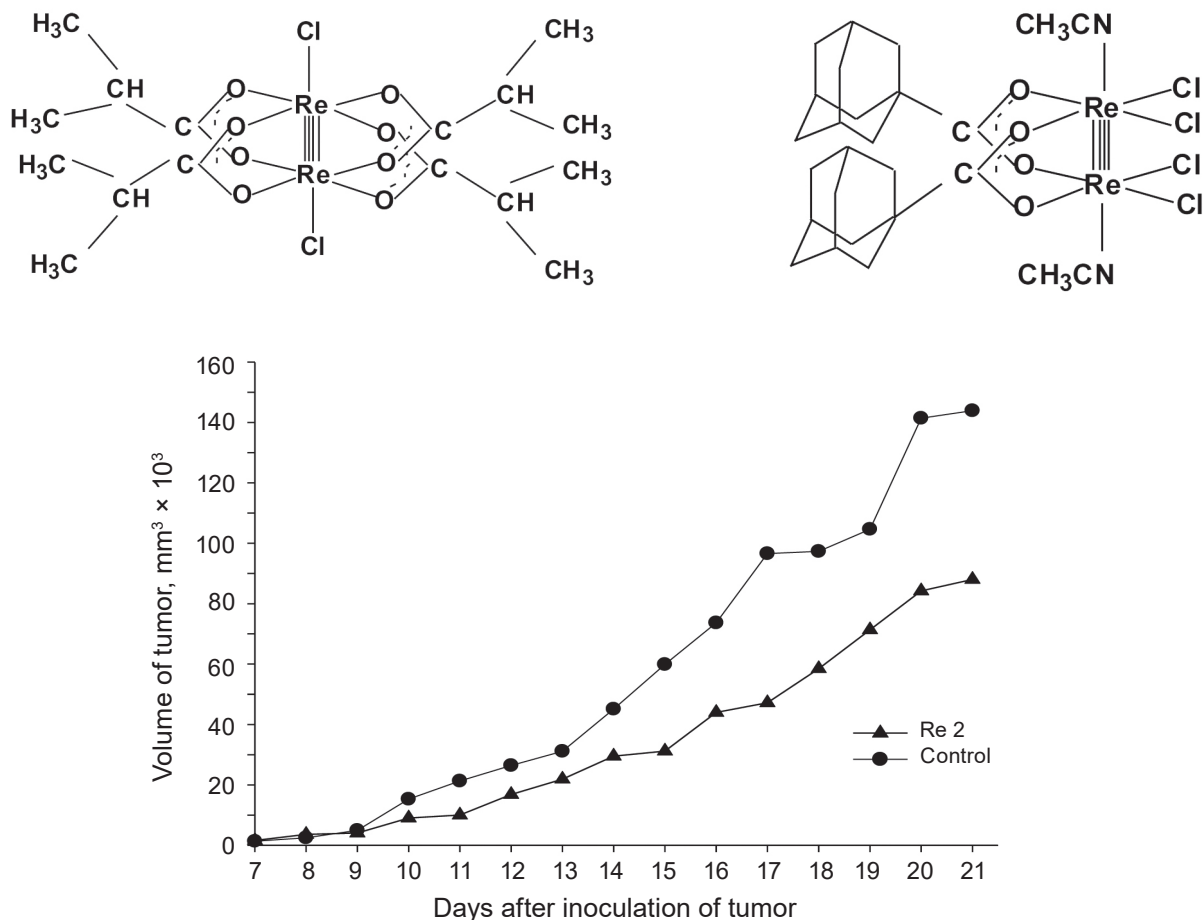 H₃C
CH
H₃C
H₃C
CH
H₃C
Cl
O
O
C
C
O
O
Re
Re
Cl
O
O
O
O
C
C
CH₃
CH
CH₃
CH₃
CH
CH₃
CH₃CN
O
O
C
C
O
O
Re
Re
Cl
Cl
Cl
Cl
CH₃CN
160
140
120
100
80
60
40
20
0
Volume of tumor, mm³ × 10³
Re 2
Control
7 8 9 10 11 12 13 14 15 16 17 18 19 20 21
Days after inoculation of tumor